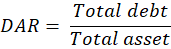 DAR = Total debt
Total asset